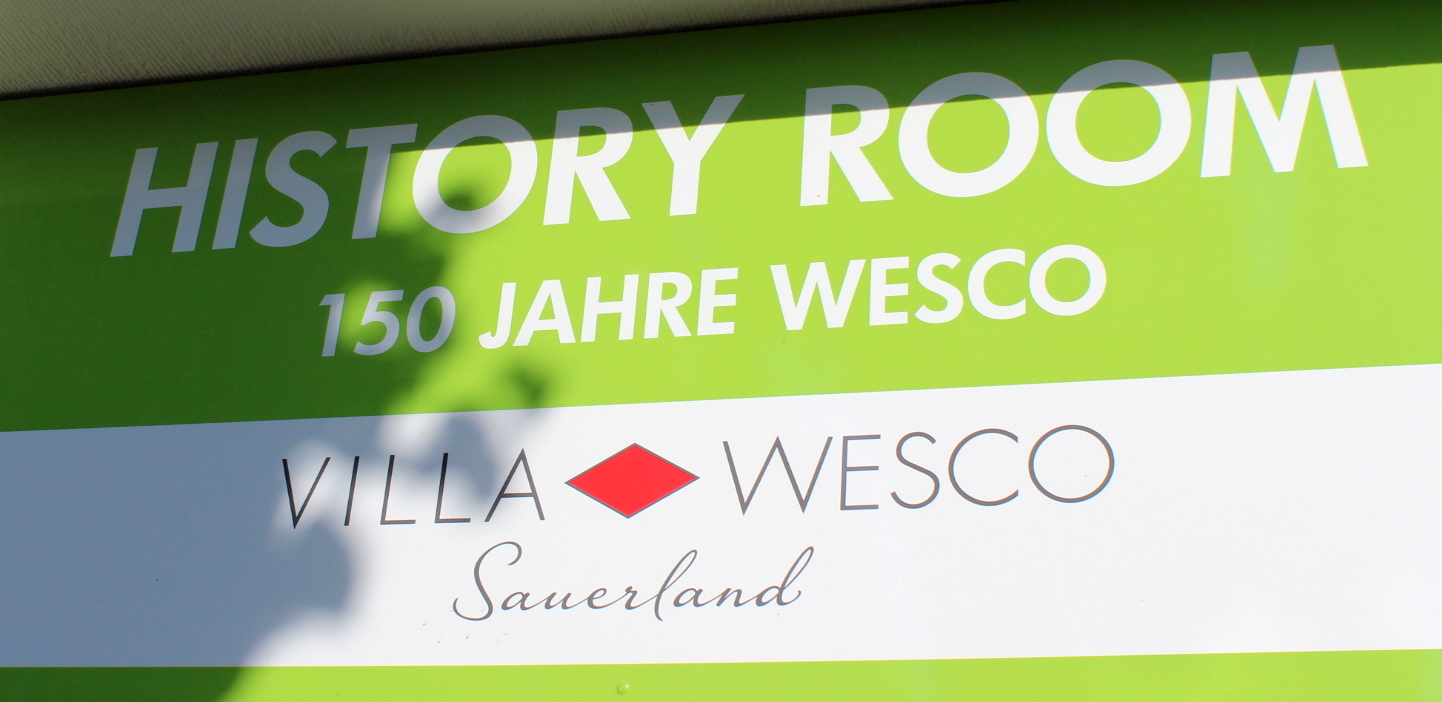 HISTORY ROOM
150 JAHRE WESCO
VILLA WESCO
Sauerland